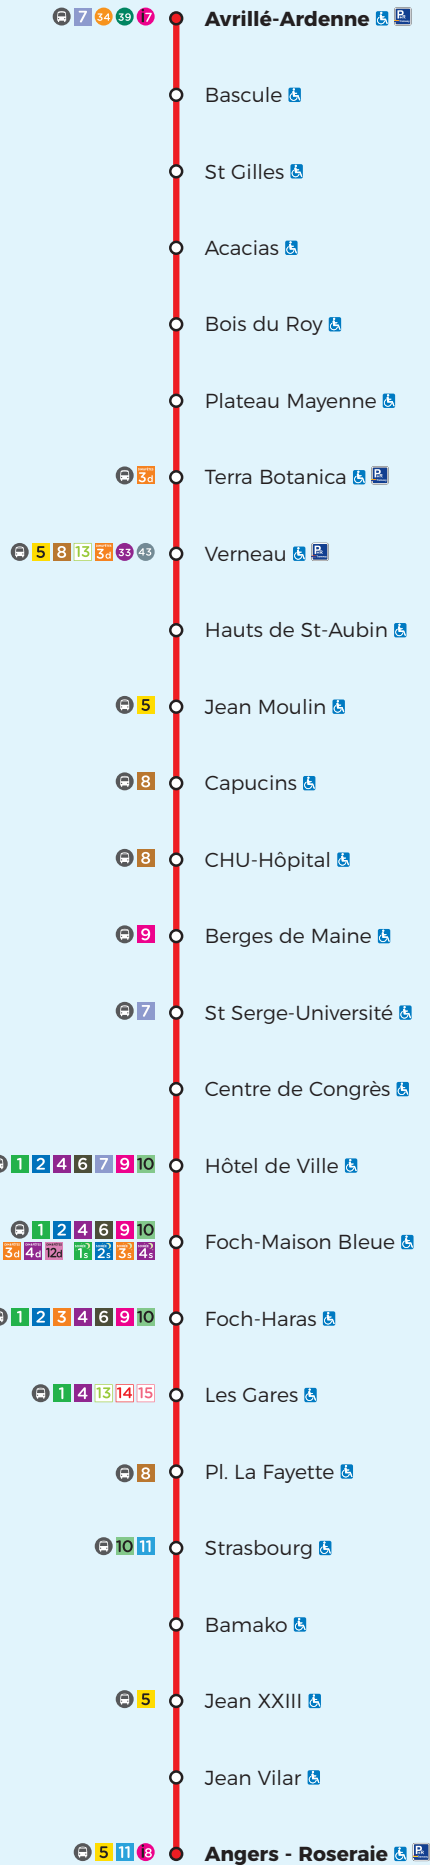 7 34 39 i7 Avrillé-Ardenne P+R
Bascule
St Gilles
Acacias
Bois du Roy
Plateau Mayenne
3d Terra Botanica P+R
5 8 13 3d 33 43 Verneau P+R
Hauts de St-Aubin
5 Jean Moulin
8 Capucins
8 CHU-Hôpital
9 Berges de Maine
7 St Serge-Université
Centre de Congrès
1 2 4 6 7 9 10 Hôtel de Ville
1 2 4 6 9 10 Foch-Maison Bleue
3d 4d 12d 1s 2s 3s 4s
1 2 3 4 6 9 10 Foch-Haras
1 4 13 14 15 Les Gares
8 Pl. La Fayette
10 11 Strasbourg
Bamako
5 Jean XXIII
Jean Vilar
5 11 i8 Angers - Roseraie